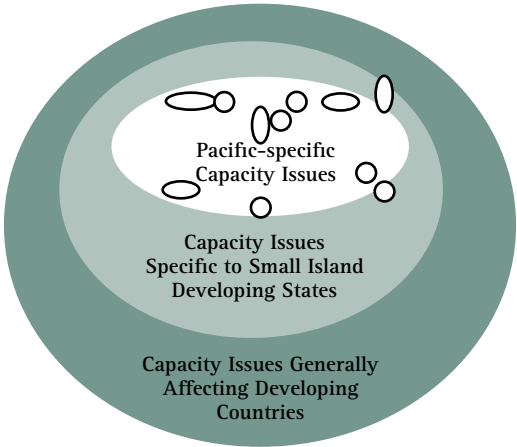 Pacific-specific
Capacity Issues
Capacity Issues
Specific to Small Island
Developing States
Capacity Issues Generally
Affecting Developing
Countries